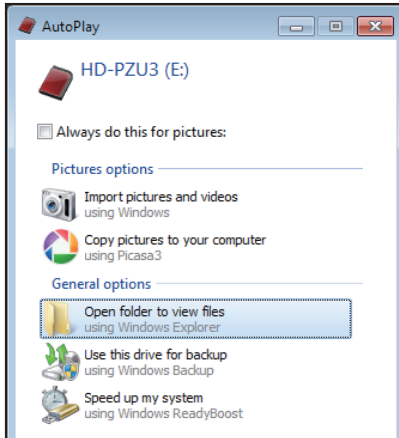 AutoPlay
HD-PZU3 (E:)
Always do this for pictures:
Pictures options
Import pictures and videos
using Windows
Copy pictures to your computer
using Picasa3
General options
Open folder to view files
using Windows Explorer
Use this drive for backup
using Windows Backup
Speed up my system
using Windows ReadyBoost